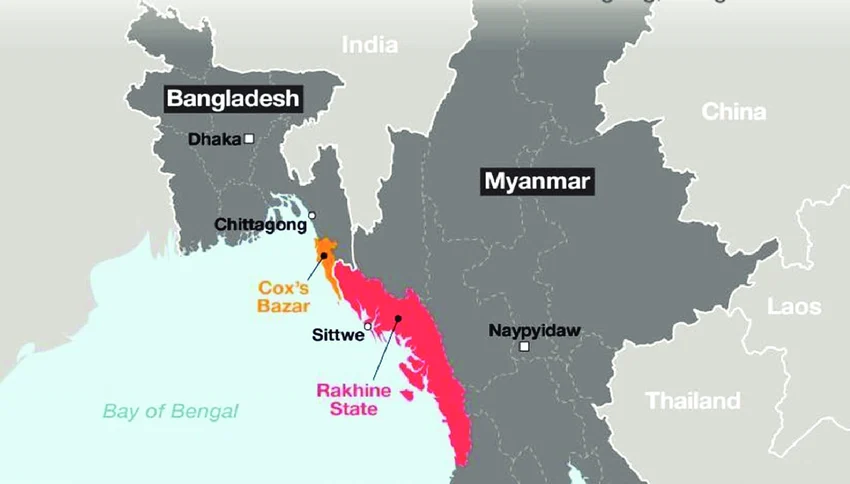 India
Bangladesh
China
Dhaka
Myanmar
Chittagong
Cox's
Bazar
Laos
Sittwe
Naypyidaw
Rakhine
State
Thailand
Bay of Bengal